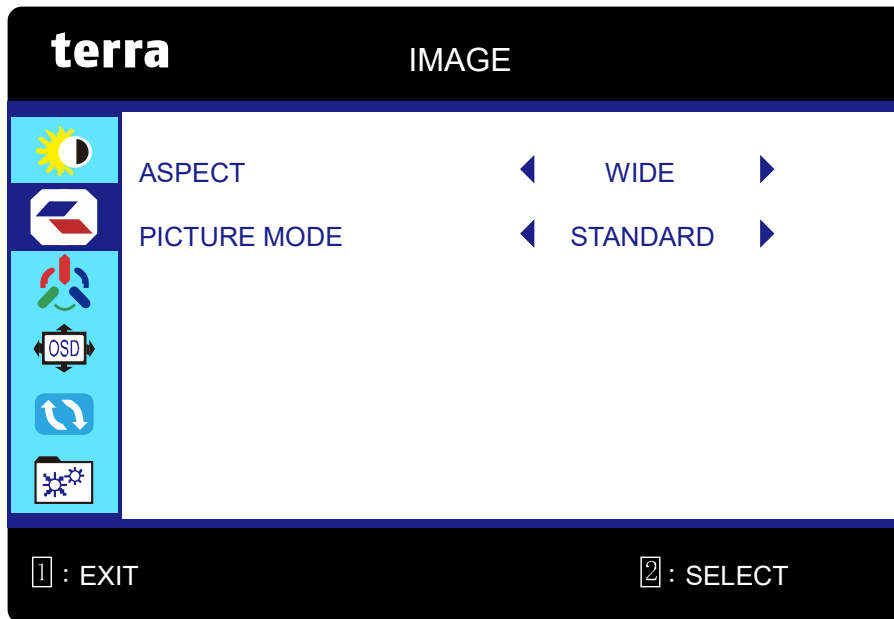 terra
IMAGE
ASPECT WIDE
PICTURE MODE STANDARD
OSD
1 : EXIT
2 : SELECT